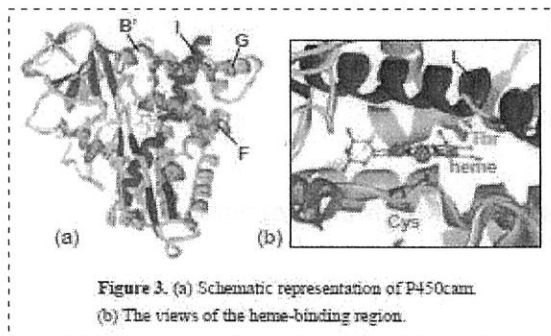 B' I G
F
I
Thr
heme
Cys
(a) (b)
Figure 3. (a) Schematic representation of P450cam.
(b) The views of the heme-binding region.